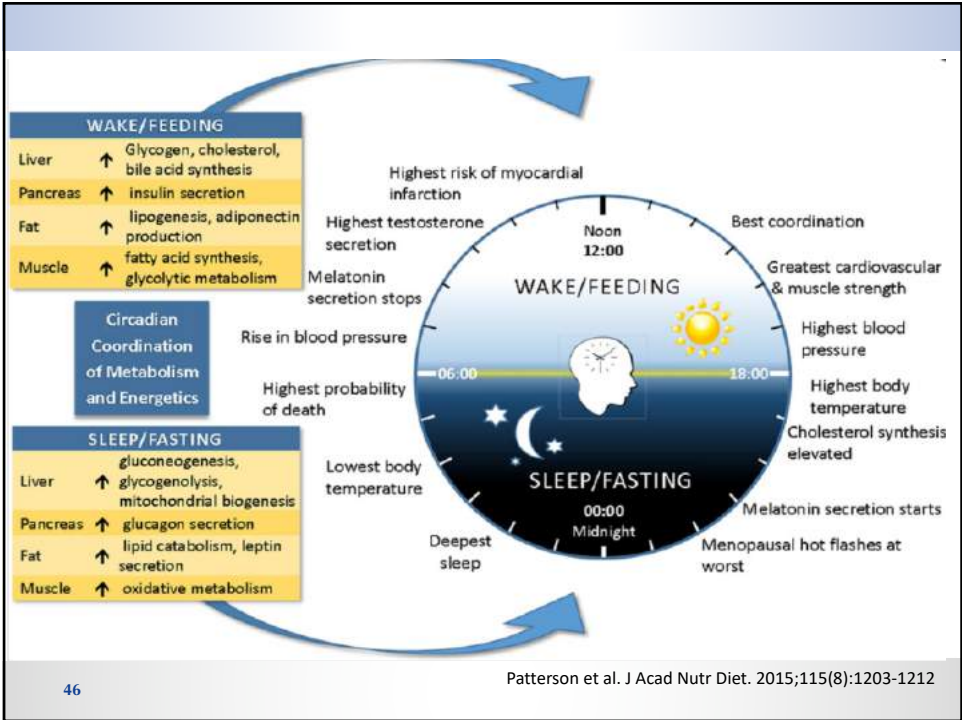 WAKE/FEEDING
Liver ↑ Glycogen, cholesterol,
bile acid synthesis
Pancreas ↑ insulin secretion
Fat ↑ lipogenesis, adiponectin
production
Muscle ↑ fatty acid synthesis,
glycolytic metabolism
Circadian
Coordination
of Metabolism
and Energetics
SLEEP/FASTING
Liver ↑ gluconeogenesis,
glycogenolysis,
mitochondrial biogenesis
Pancreas ↑ glucagon secretion
Fat ↑ lipid catabolism, leptin
secretion
Muscle ↑ oxidative metabolism
Highest risk of myocardial
infarction
Highest testosterone
secretion
Melatonin
secretion stops
Rise in blood pressure
Highest probability
of death
Lowest body
temperature
Deepest
sleep
Noon
12:00
WAKE/FEEDING
06:00
18:00
SLEEP/FASTING
00:00
Midnight
Best coordination
Greatest cardiovascular
& muscle strength
Highest blood
pressure
Highest body
temperature
Cholesterol synthesis
elevated
Melatonin secretion starts
Menopausal hot flashes at
worst
46
Patterson et al. J Acad Nutr Diet. 2015;115(8):1203-1212